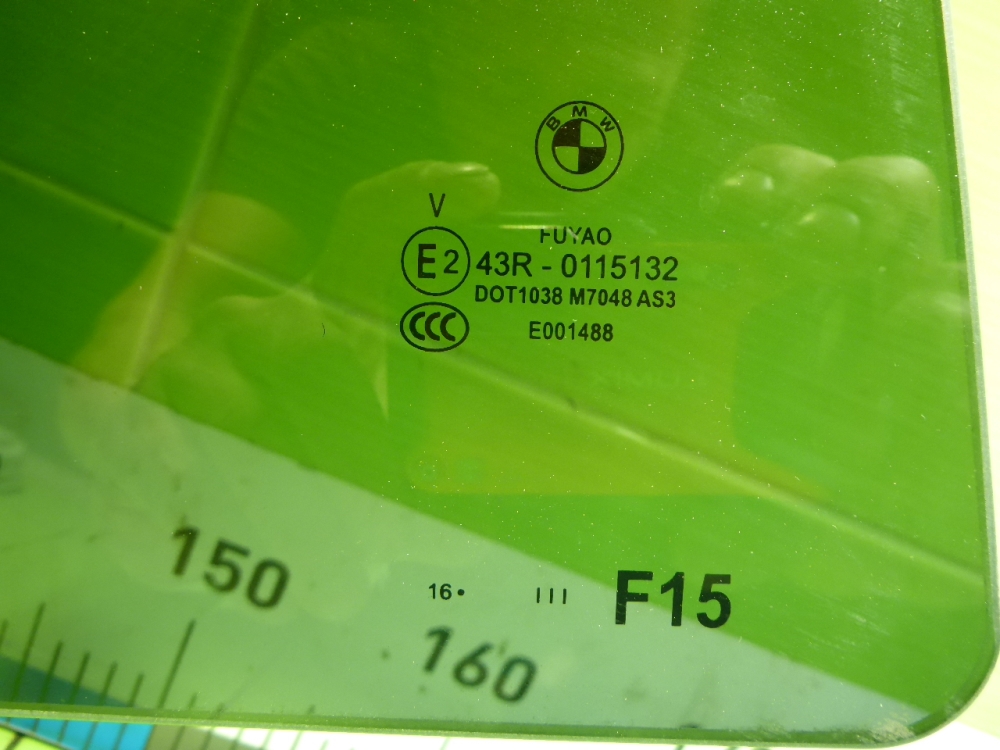 BMW
V
FUYAO
E2 43R - 0115132
DOT1038 M7048 AS3
CCC E001488
150
16• III F15
160